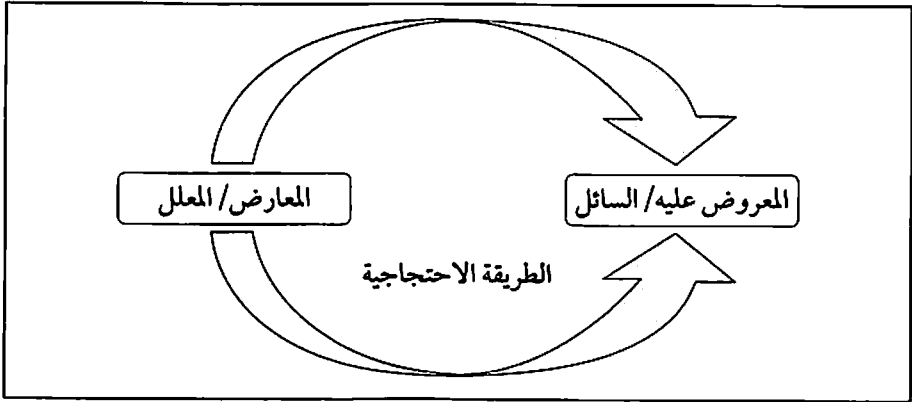 المعروض عليه/ السائل
المعارض/ المعلل
الطريقة الاحتجاجية